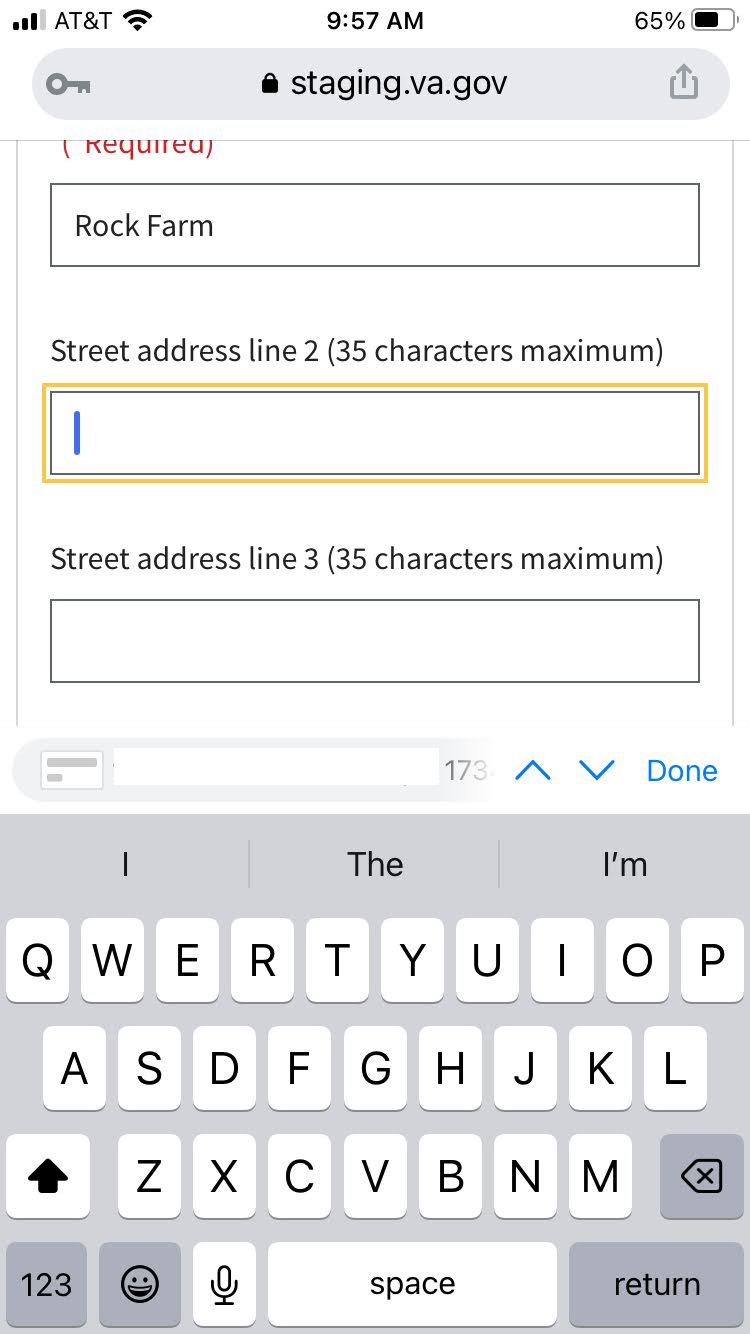 AT&T 9:57 AM 65%
staging.va.gov
(*Required)
Rock Farm
Street address line 2 (35 characters maximum)
Street address line 3 (35 characters maximum)
173 Done
I The I’m
Q W E R T Y U I O P
A S D F G H J K L
Z X C V B N M
123 space return